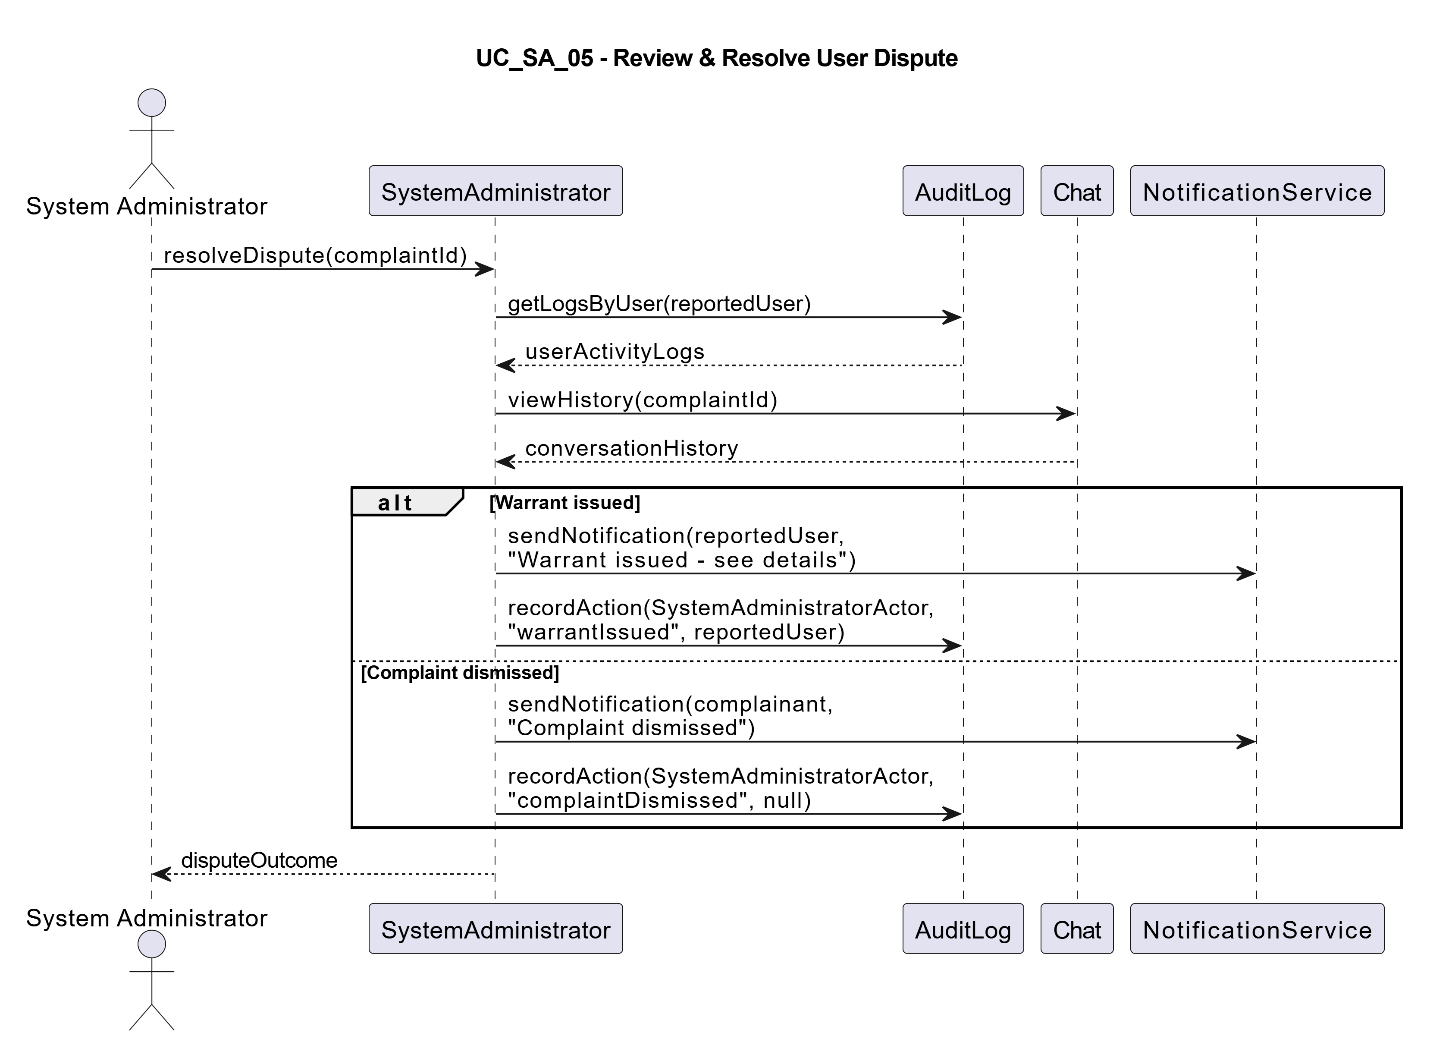 UC_SA_05 - Review & Resolve User Dispute
System Administrator
SystemAdministrator
AuditLog
Chat
NotificationService
resolveDispute(complaintId)
getLogsByUser(reportedUser)
userActivityLogs
viewHistory(complaintId)
conversationHistory
alt
[Warrant issued]
sendNotification(reportedUser,
"Warrant issued - see details")
recordAction(SystemAdministratorActor,
"warrantIssued", reportedUser)
[Complaint dismissed]
sendNotification(complainant,
"Complaint dismissed")
recordAction(SystemAdministratorActor,
"complaintDismissed", null)
disputeOutcome
System Administrator
SystemAdministrator
AuditLog
Chat
NotificationService